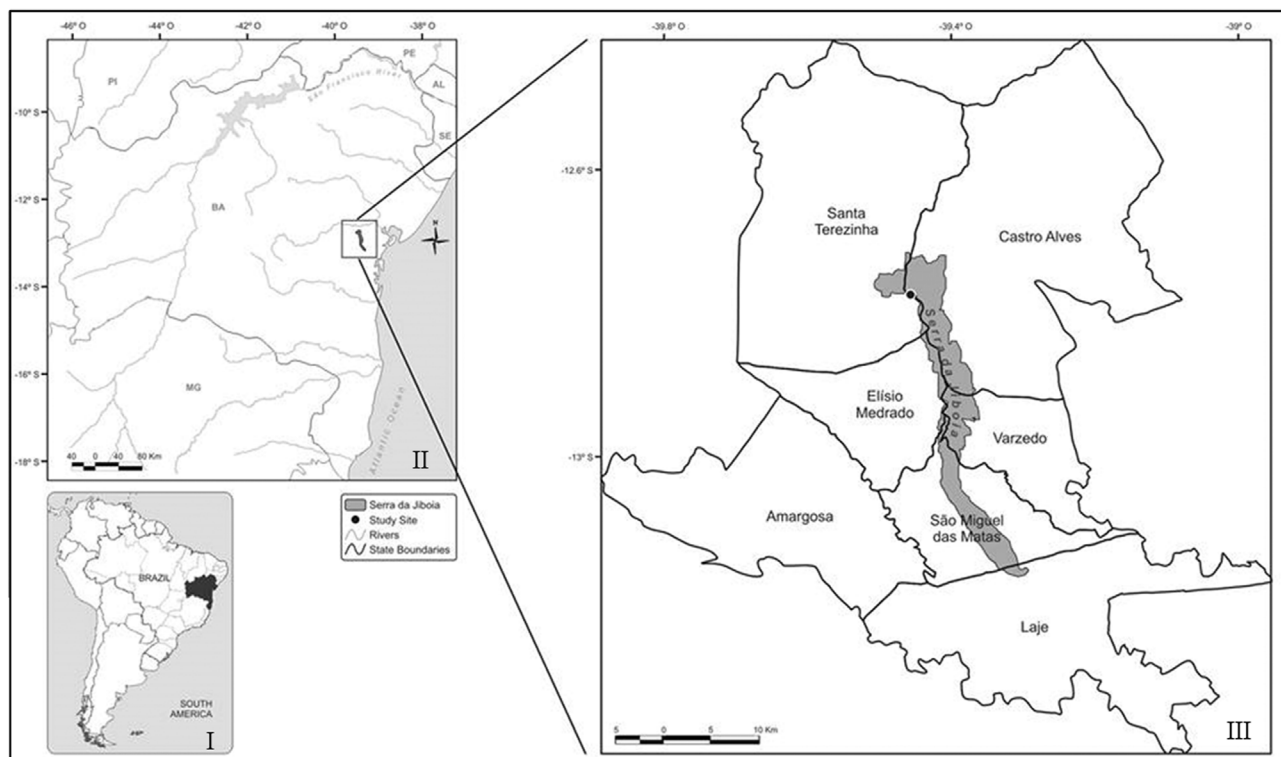 -46° O
-44° O
-42° O
-40° O
-38° O
-10° S
-12° S
-14° S
-16° S
-18° S
PI
PE
AL
SE
BA
MG
São Francisco River
Atlantic Ocean
N
40 0 40 80 Km
II
Serra da Jiboia
Study Site
Rivers
State Boundaries
BRAZIL
SOUTH
AMERICA
I
-39.8° O
-39.4° O
-39° O
-12.6° S
-13° S
Santa
Terezinha
Castro Alves
Serra da Jiboia
Elísio
Medrado
Varzedo
Amargosa
São Miguel
das Matas
Laje
5 0 5 10 Km
III